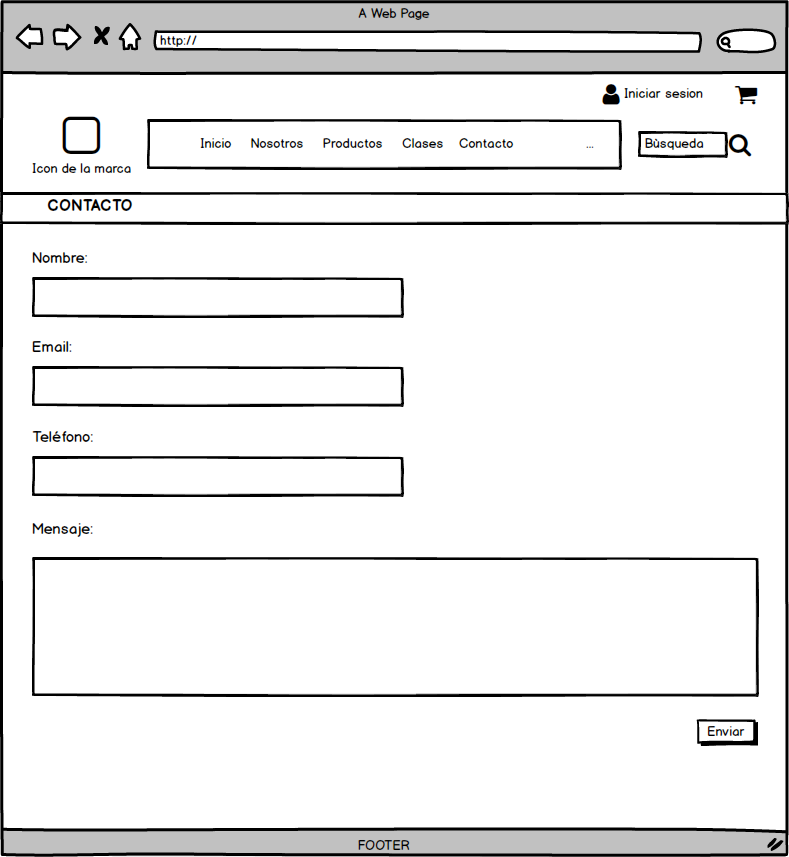 A Web Page
http://
Iniciar sesion
Icon de la marca
Inicio Nosotros Productos Clases Contacto ...
Bùsqueda
CONTACTO
Nombre:
Email:
Teléfono:
Mensaje:
Enviar
FOOTER